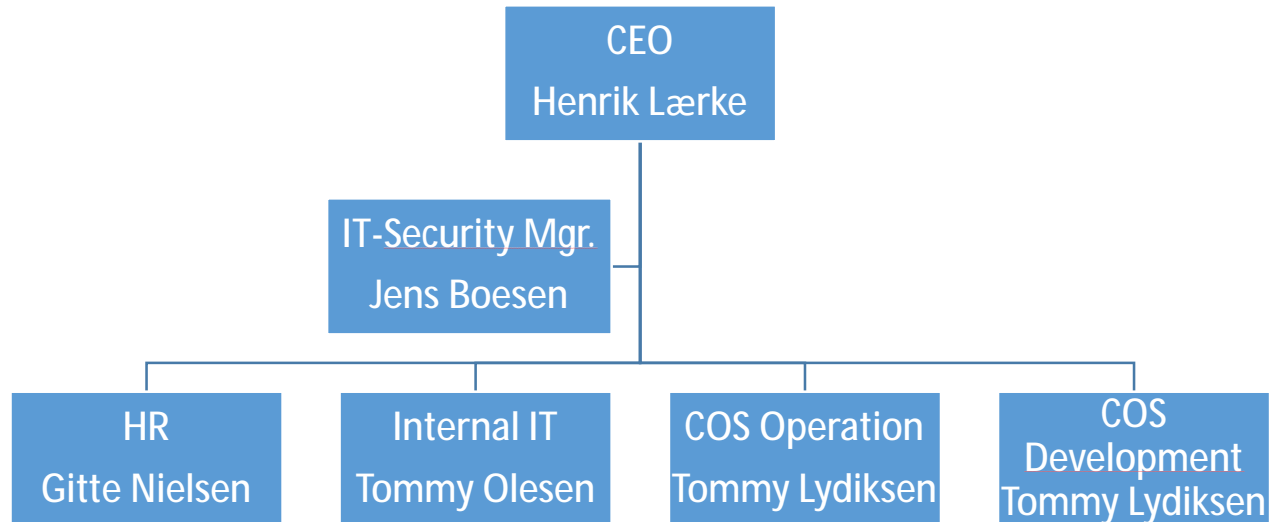 CEO
Henrik Lærke
IT-Security Mgr.
Jens Boesen
HR
Gitte Nielsen
Internal IT
Tommy Olesen
COS Operation
Tommy Lydiksen
COS
Development
Tommy Lydiksen